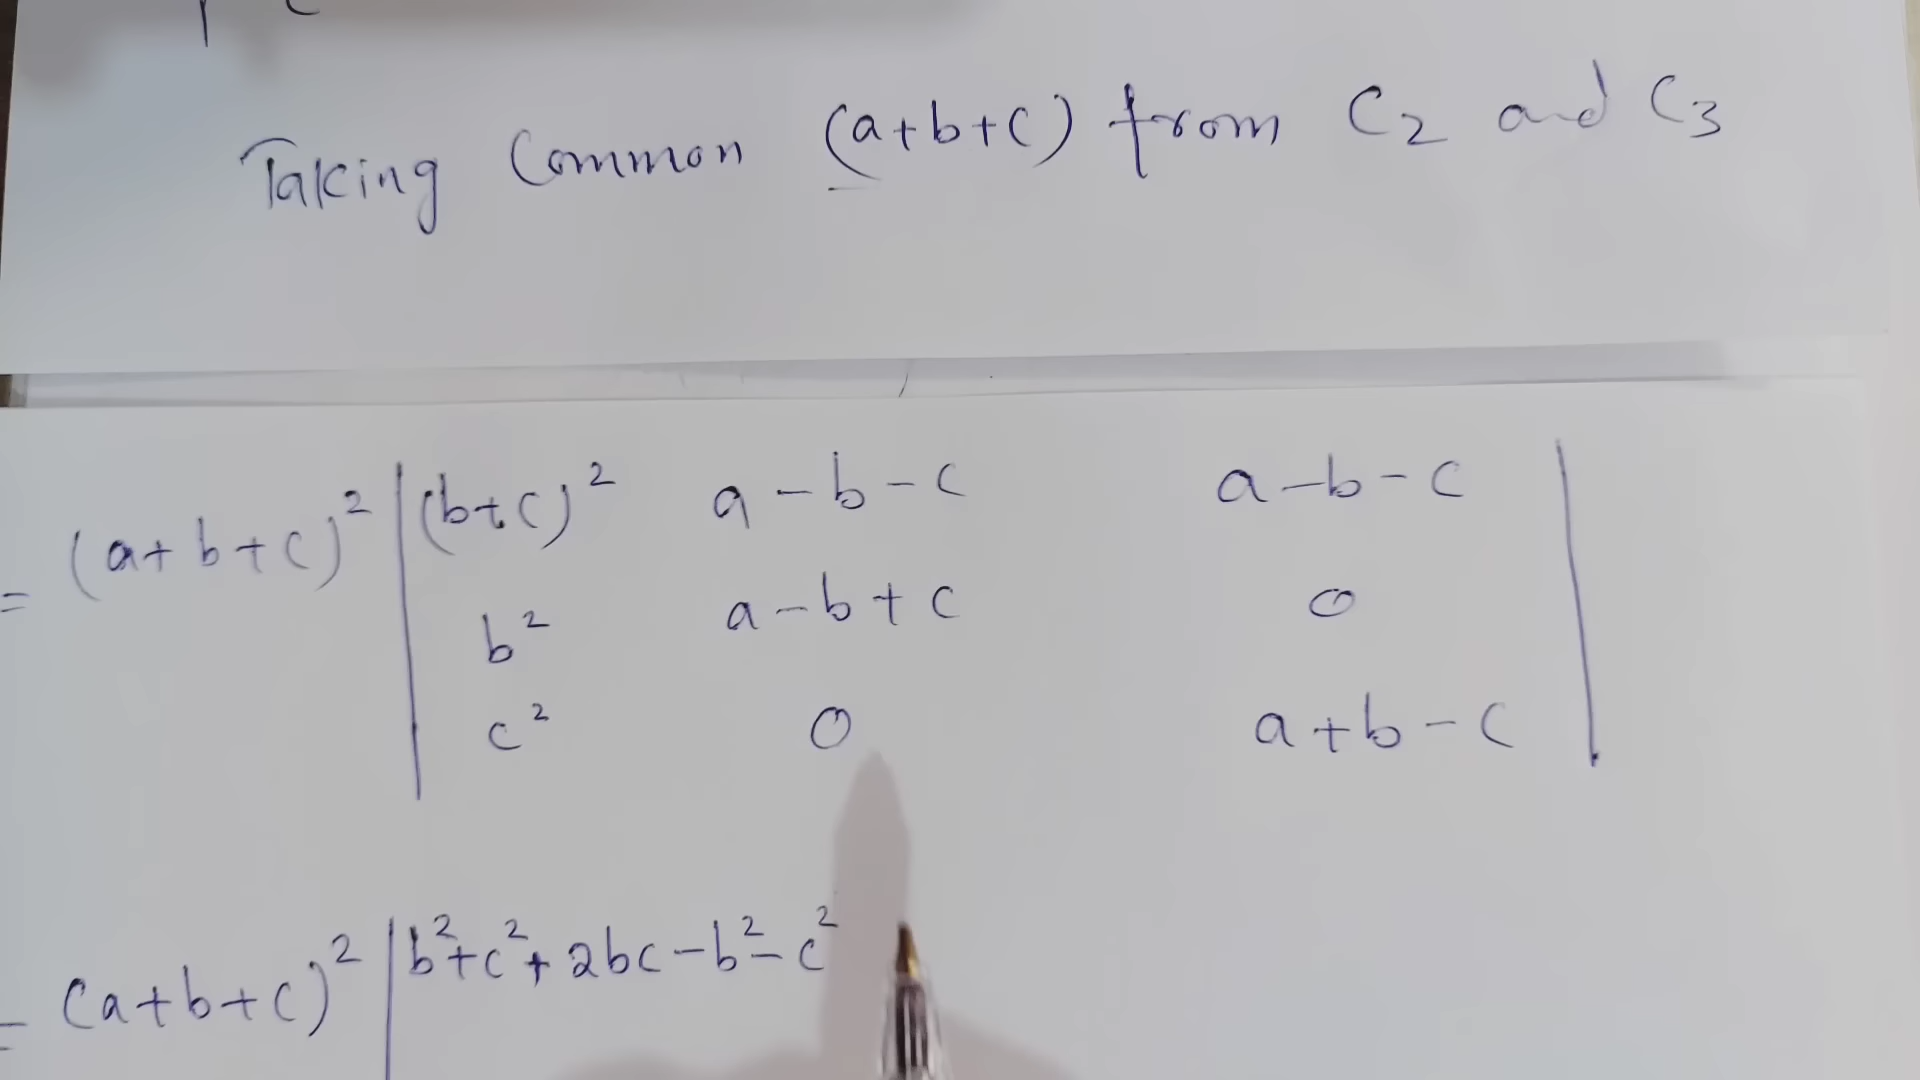 Taking Common (a+b+c) from C₂ and C₃
= (a+b+c)² | (b+c)² a-b-c a-b-c |
b² a-b+c 0
c² 0 a+b-c
= (a+b+c)² | b²+c²+2bc-b²-c²